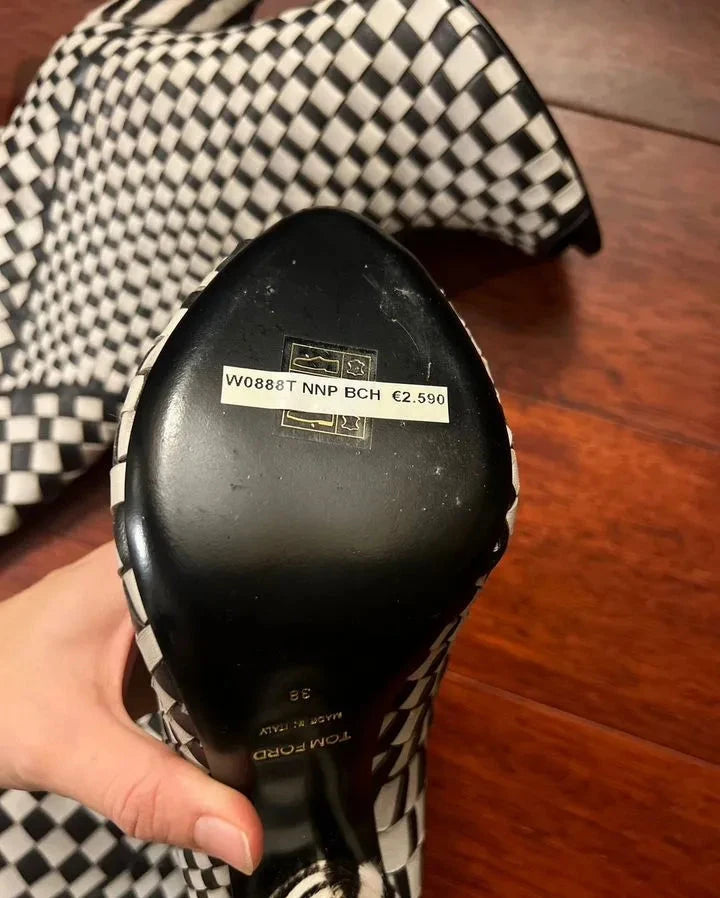 W0888T NNP BCH €2.590
38
MADE IN ITALY
TOM FORD